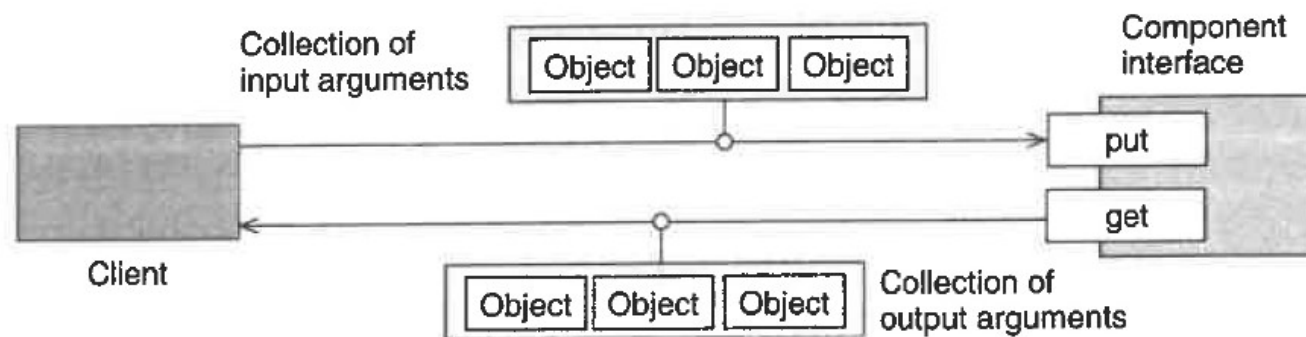 Collection of
input arguments
Object Object Object
Component
interface
put
get
Client
Object Object Object
Collection of
output arguments